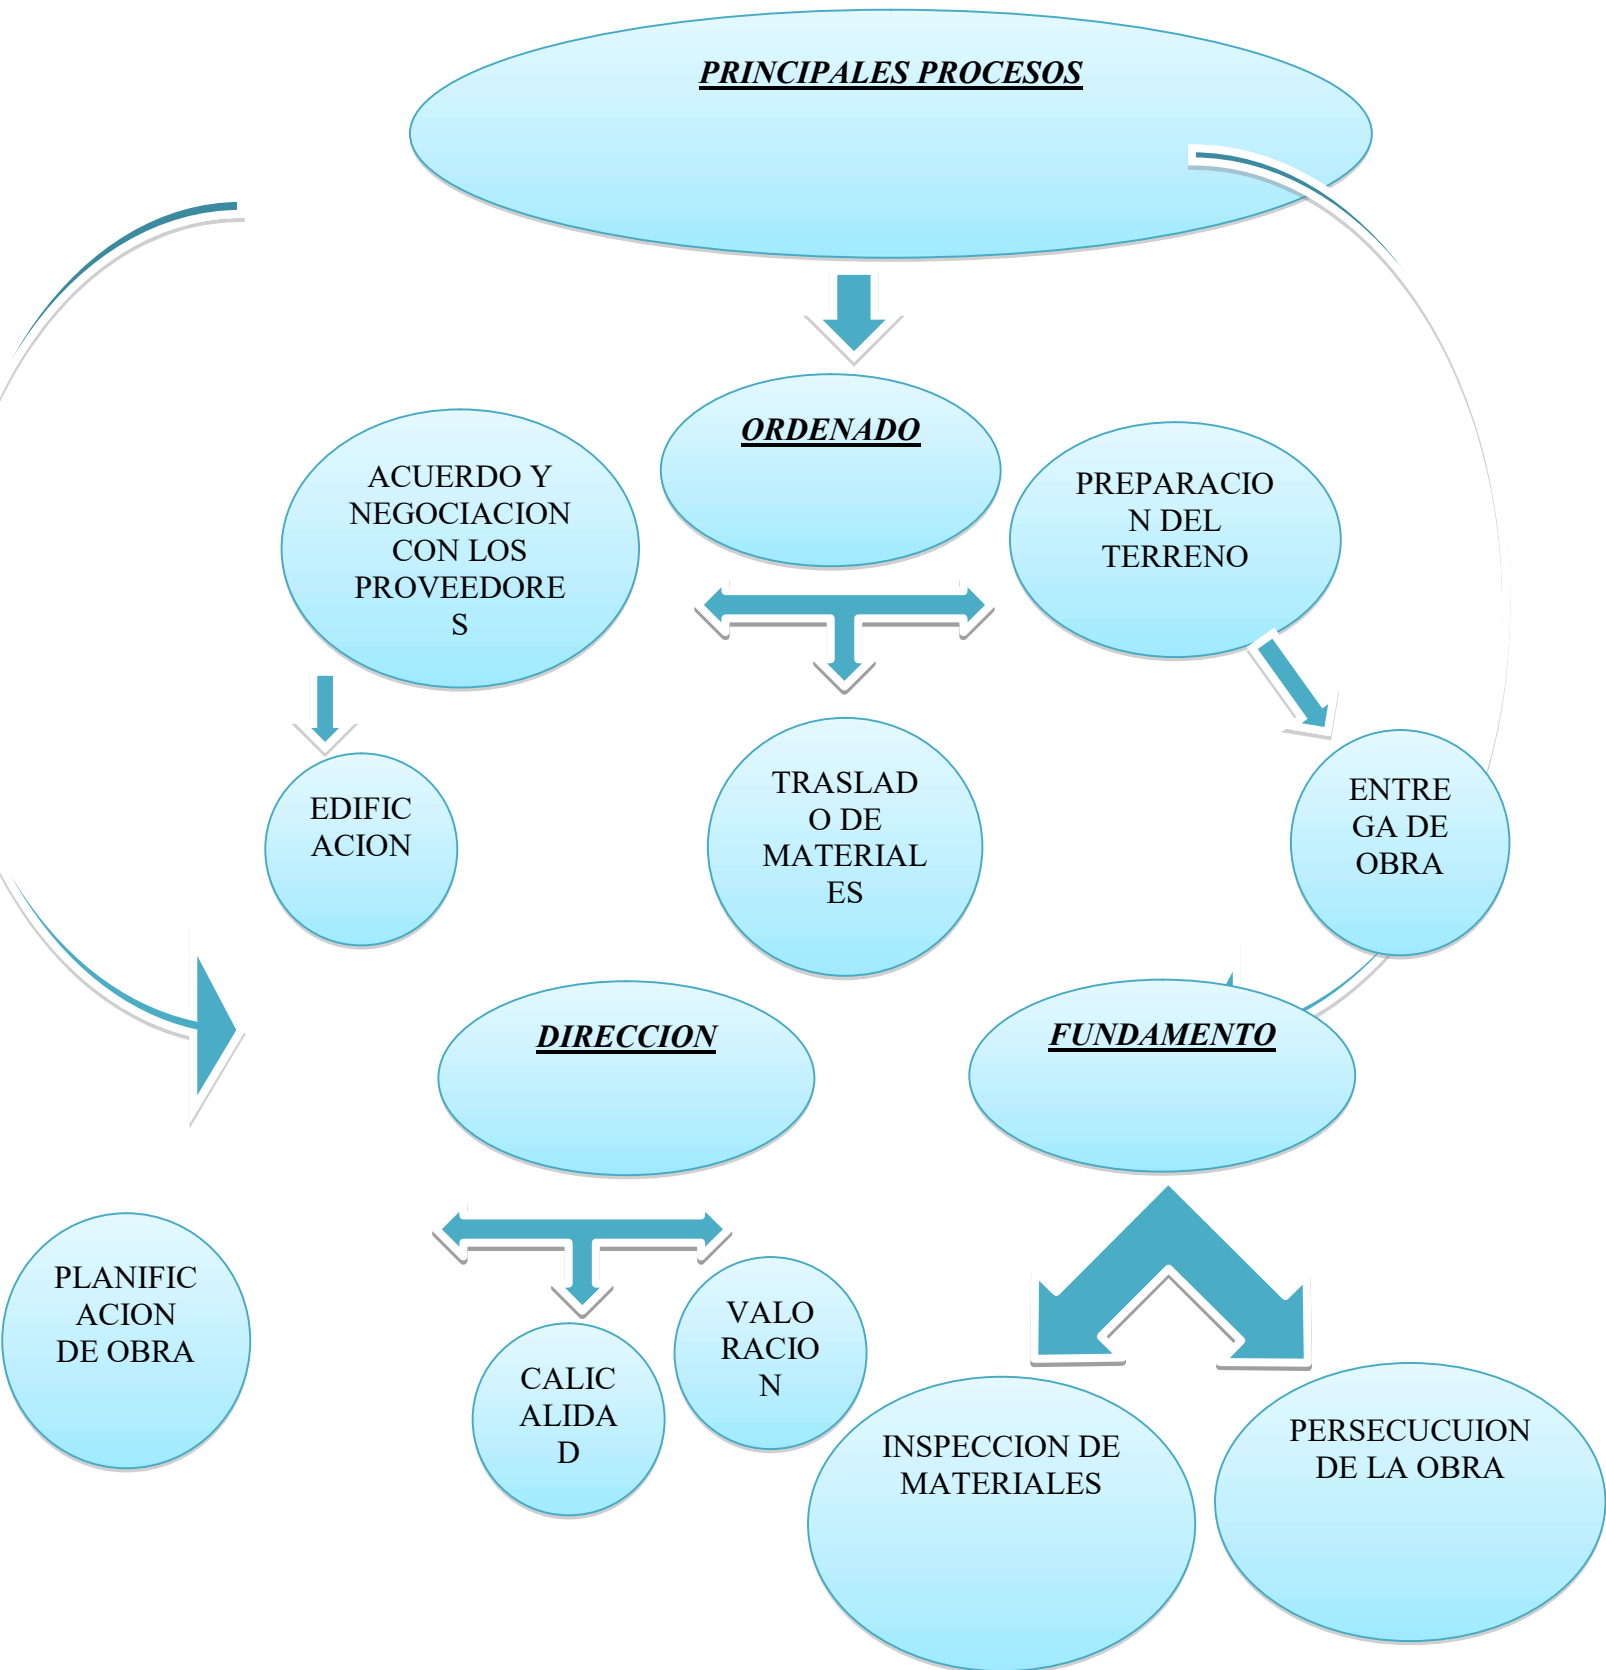 PRINCIPALES PROCESOS
ORDENADO
ACUERDO Y
NEGOCIACION
CON LOS
PROVEEDORE
S
PREPARACIO
N DEL
TERRENO
EDIFIC
ACION
TRASLAD
O DE
MATERIAL
ES
ENTRE
GA DE
OBRA
DIRECCION
FUNDAMENTO
PLANIFIC
ACION
DE OBRA
CALIC
ALIDA
D
VALO
RACIO
N
INSPECCION DE
MATERIALES
PERSECUCUION
DE LA OBRA